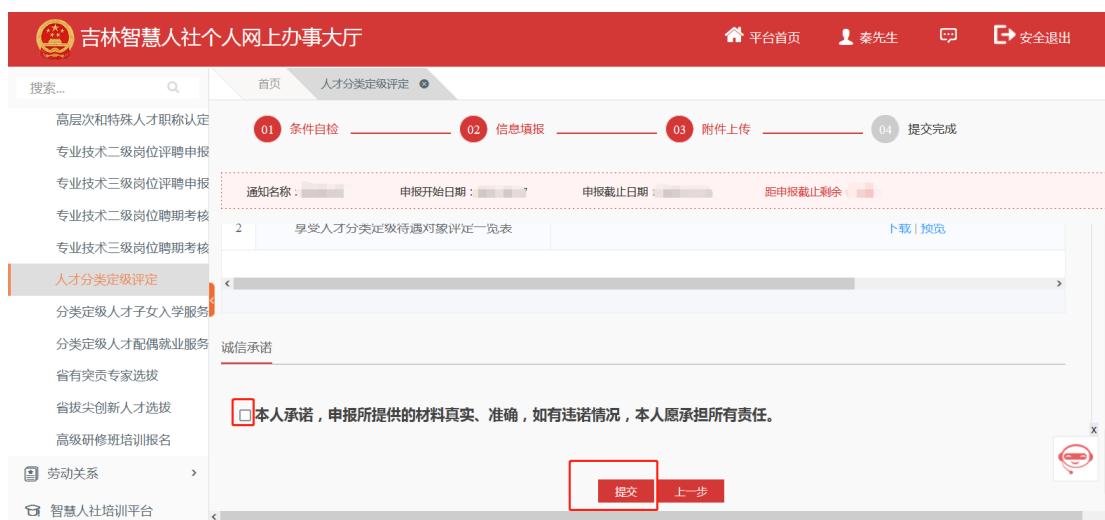 吉林智慧人社个人网上办事大厅
平台首页
秦先生
安全退出
搜索...
首页
人才分类定级评定
高层次和特殊人才职称认定
专业技术二级岗位评聘申报
专业技术三级岗位评聘申报
专业技术二级岗位聘期考核
专业技术三级岗位聘期考核
人才分类定级评定
分类定级人才子女入学服务
分类定级人才配偶就业服务
省有突贡专家选拔
省拔尖创新人才选拔
高级研修班培训报名
劳动关系
智慧人社培训平台
01 条件自检
02 信息填报
03 附件上传
04 提交完成
通知名称: 申报开始日期: 申报截止日期: 距申报截止剩余
2 享受人才分类定级待遇对象评定一览表 下载 | 预览
诚信承诺
本人承诺，申报所提供的材料真实、准确，如有违诺情况，本人愿承担所有责任。
x
提交 上一步